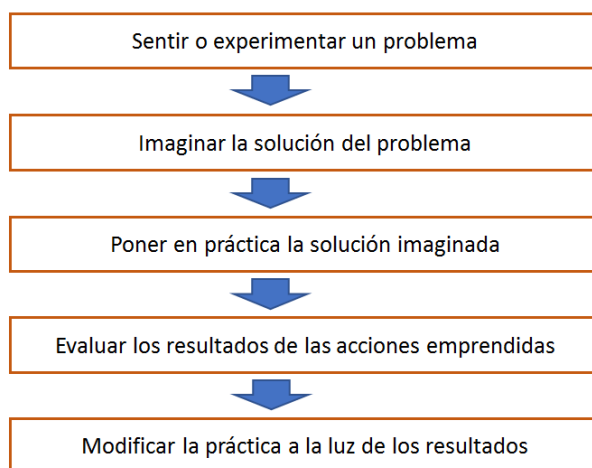 Sentir o experimentar un problema
Imaginar la solución del problema
Poner en práctica la solución imaginada
Evaluar los resultados de las acciones emprendidas
Modificar la práctica a la luz de los resultados